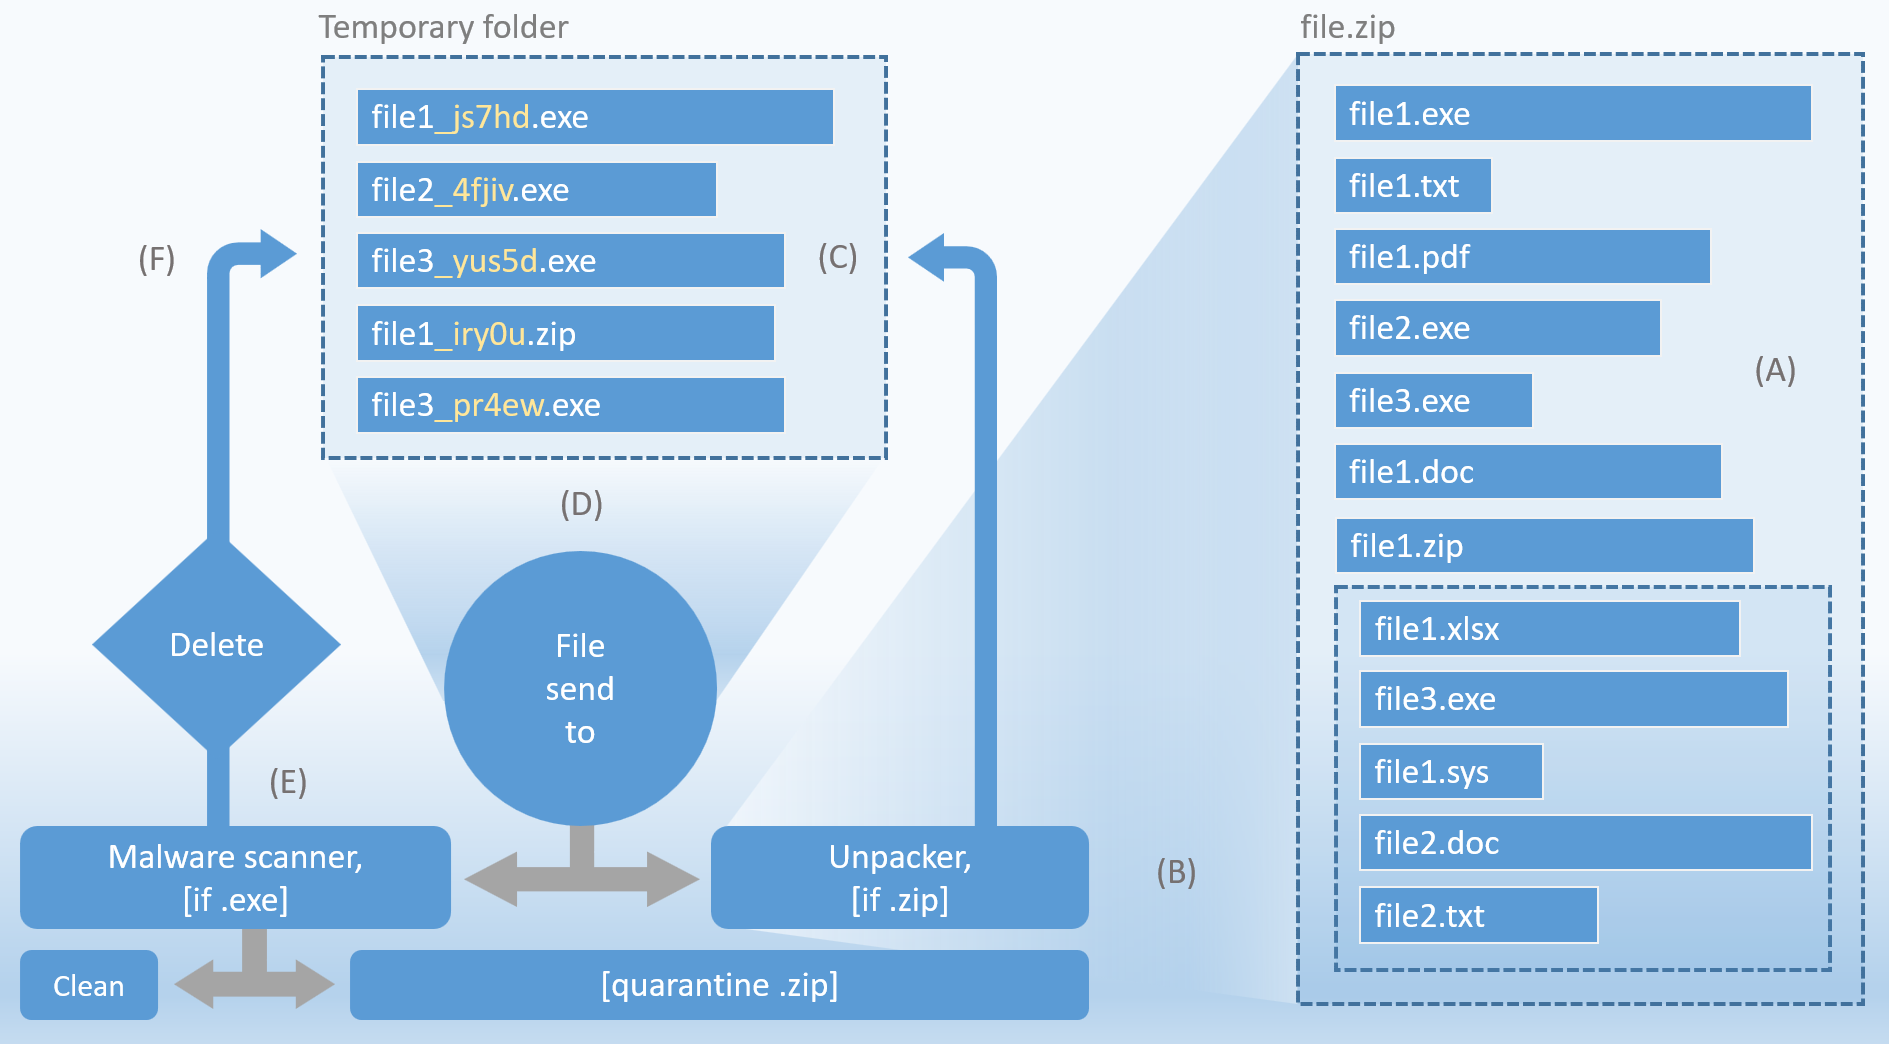 Temporary folder
file1_js7hd.exe
file2_4fjiv.exe
file3_yus5d.exe
file1_iry0u.zip
file3_pr4ew.exe
(C)
(F)
(D)
Delete
File
send
to
(E)
Malware scanner,
[if .exe]
Unpacker,
[if .zip]
(B)
Clean
[quarantine .zip]
file.zip
file1.exe
file1.txt
file1.pdf
file2.exe
(A)
file3.exe
file1.doc
file1.zip
file1.xlsx
file3.exe
file1.sys
file2.doc
file2.txt